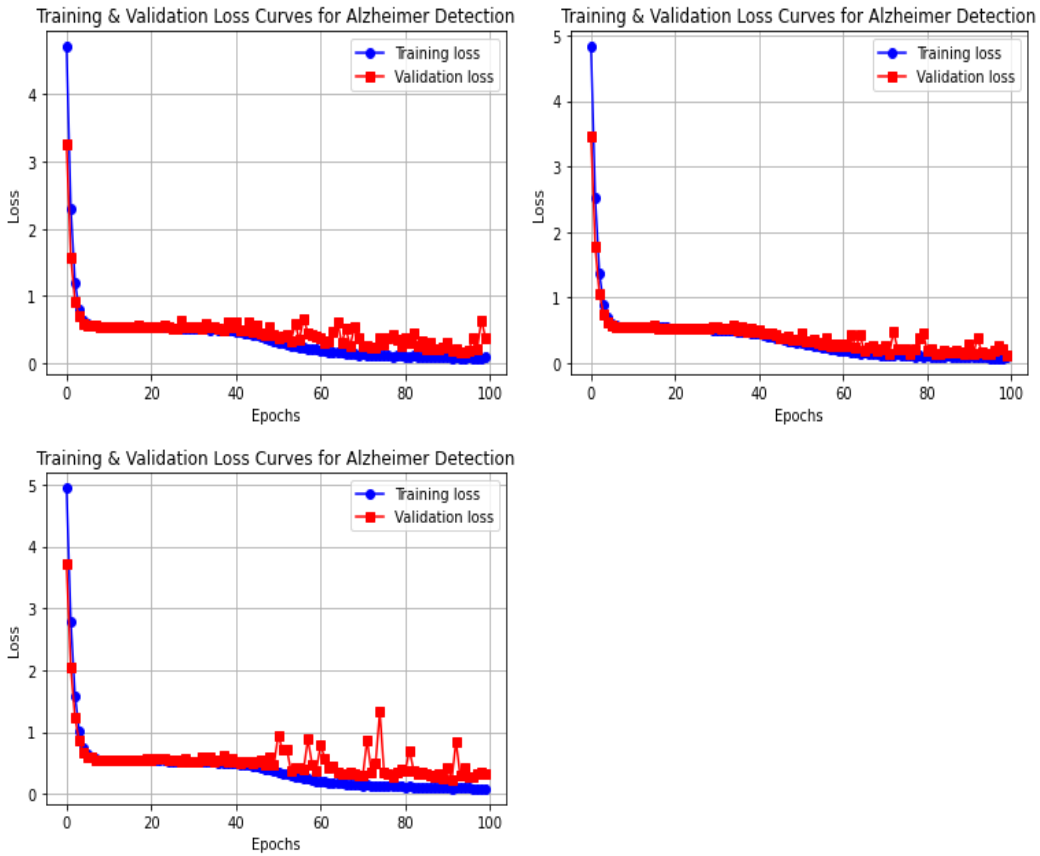 Training & Validation Loss Curves for Alzheimer Detection
Training loss
Validation loss
4
3
2
1
0
Loss
0 20 40 60 80 100
Epochs
Training & Validation Loss Curves for Alzheimer Detection
Training loss
Validation loss
5
4
3
2
1
0
Loss
0 20 40 60 80 100
Epochs
Training & Validation Loss Curves for Alzheimer Detection
Training loss
Validation loss
5
4
3
2
1
0
Loss
0 20 40 60 80 100
Epochs